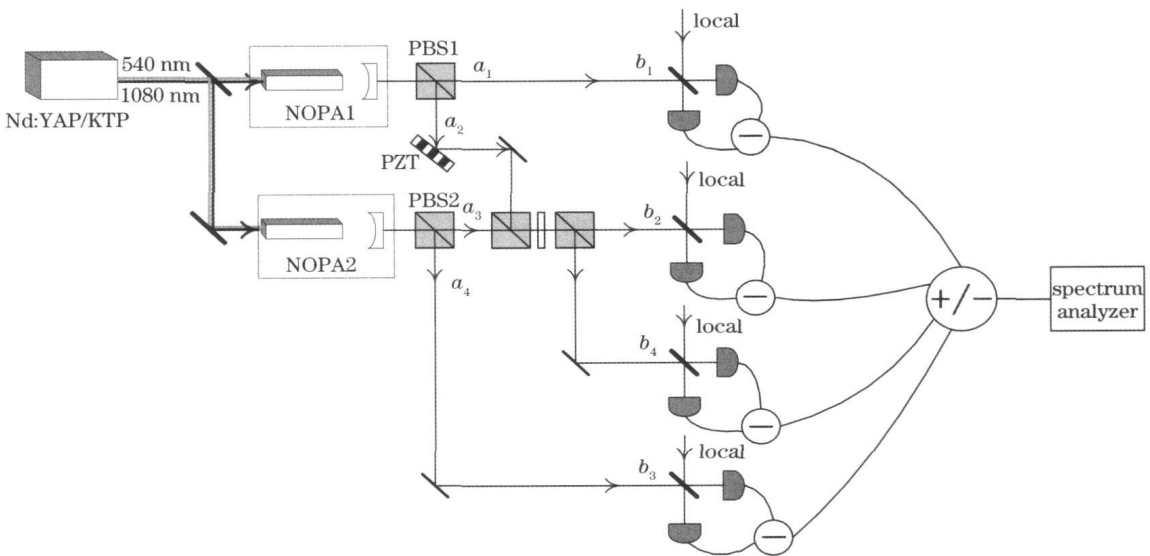 local
PBS1
a₁
b₁
540 nm
1080 nm
NOPA1
Nd:YAP/KTP
a₂
PZT
−
local
PBS2
a₃
b₂
NOPA2
a₄
−
+/−
spectrum
analyzer
local
b₄
−
local
b₃
−